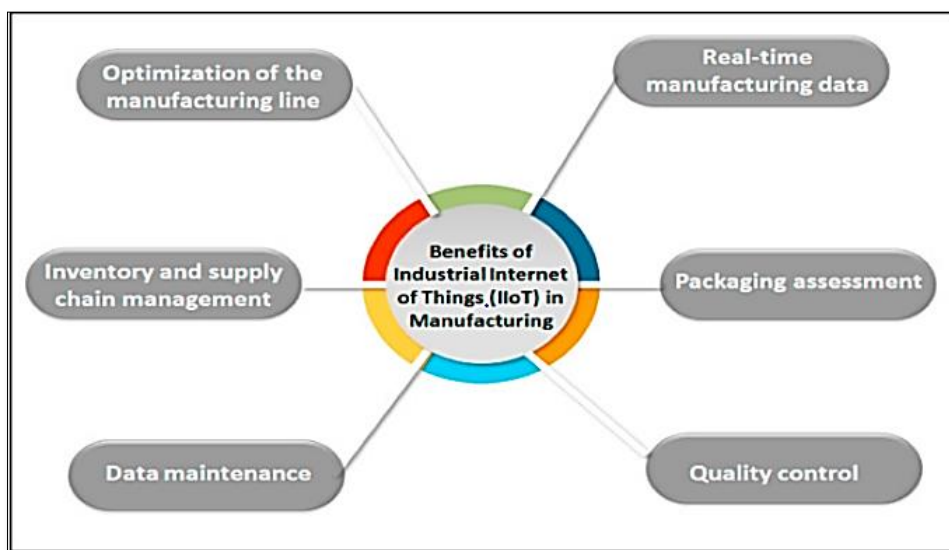 Optimization of the
manufacturing line
Real-time
manufacturing data
Benefits of
Industrial Internet
of Things.(IIoT) in
Manufacturing
Inventory and supply
chain management
Packaging assessment
Data maintenance
Quality control